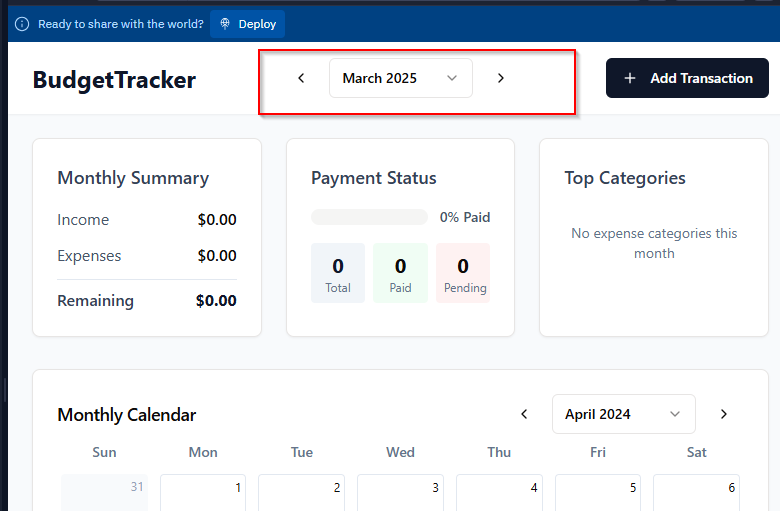 Ready to share with the world? Deploy
BudgetTracker
March 2025
Add Transaction
Monthly Summary
Income $0.00
Expenses $0.00
Remaining $0.00
Payment Status
0% Paid
0 0 0
Total Paid Pending
Top Categories
No expense categories this
month
Monthly Calendar
April 2024
Sun Mon Tue Wed Thu Fri Sat
31 1 2 3 4 5 6